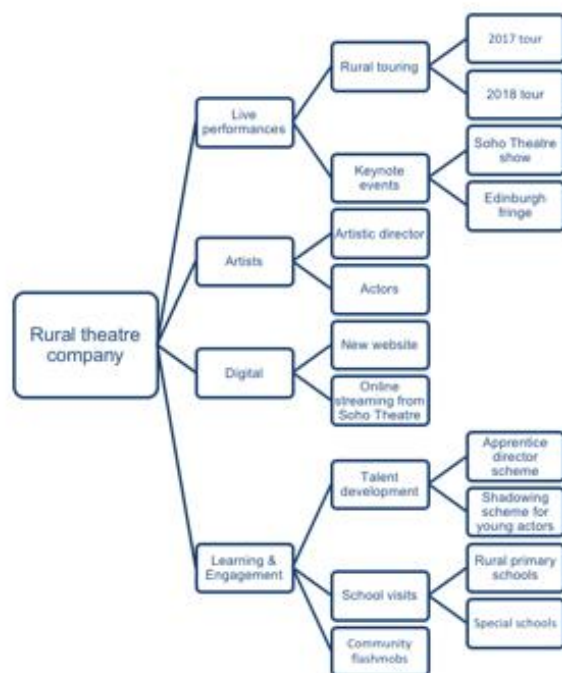 Rural theatre
company
Live
performances
Rural touring
2017 tour
2018 tour
Keynote
events
Soho Theatre
show
Edinburgh
fringe
Artists
Artistic director
Actors
Digital
New website
Online
streaming from
Soho Theatre
Learning &
Engagement
Talent
development
Apprentice
director
scheme
Shadowing
scheme for
young actors
School visits
Rural primary
schools
Special schools
Community
flashmobs